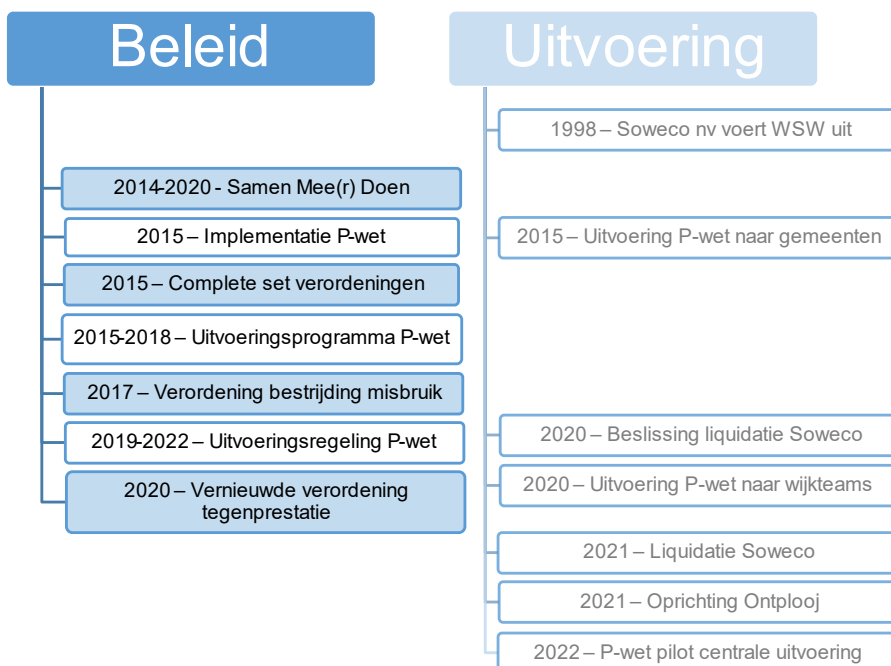 Beleid
2014-2020 - Samen Mee(r) Doen
2015 – Implementatie P-wet
2015 – Complete set verordeningen
2015-2018 – Uitvoeringsprogramma P-wet
2017 – Verordening bestrijding misbruik
2019-2022 – Uitvoeringsregeling P-wet
2020 – Vernieuwde verordening
tegenprestatie
Uitvoering
1998 – Soweco nv voert WSW uit
2015 – Uitvoering P-wet naar gemeenten
2020 – Beslissing liquidatie Soweco
2020 – Uitvoering P-wet naar wijkteams
2021 – Liquidatie Soweco
2021 – Oprichting Ontplooj
2022 – P-wet pilot centrale uitvoering